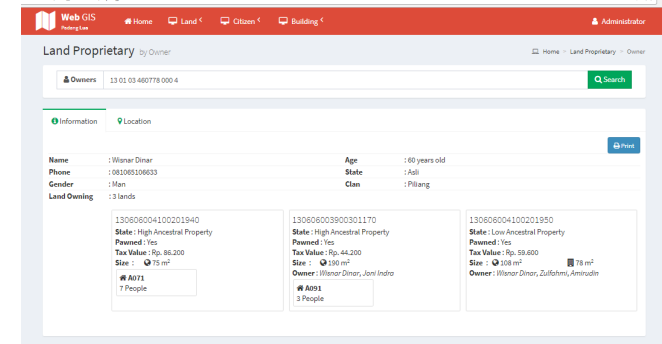 Web GIS
Padang Lua
Home
Land
Citizen
Building
Administrator
Land Proprietary by Owner
Home > Land Proprietary > Owner
Owners
13 01 03 460778 000 4
Search
Information
Location
Print
Name : Wisnar Dinar Age : 60 years old
Phone : 081065106633 State : Asli
Gender : Man Clan : Piliang
Land Owning : 3 lands
130606004100201940
State : High Ancestral Property
Pawned : Yes
Tax Value : Rp. 86.200
Size : 75 m²
A071
7 People
130606003900301170
State : High Ancestral Property
Pawned : Yes
Tax Value : Rp. 44.200
Size : 190 m²
Owner : Wisnar Dinar, Joni Indra
A091
3 People
130606004100201950
State : Low Ancestral Property
Pawned : Yes
Tax Value : Rp. 59.600
Size : 108 m² 78 m²
Owner : Wisnar Dinar, Zulfahmi, Amirudin